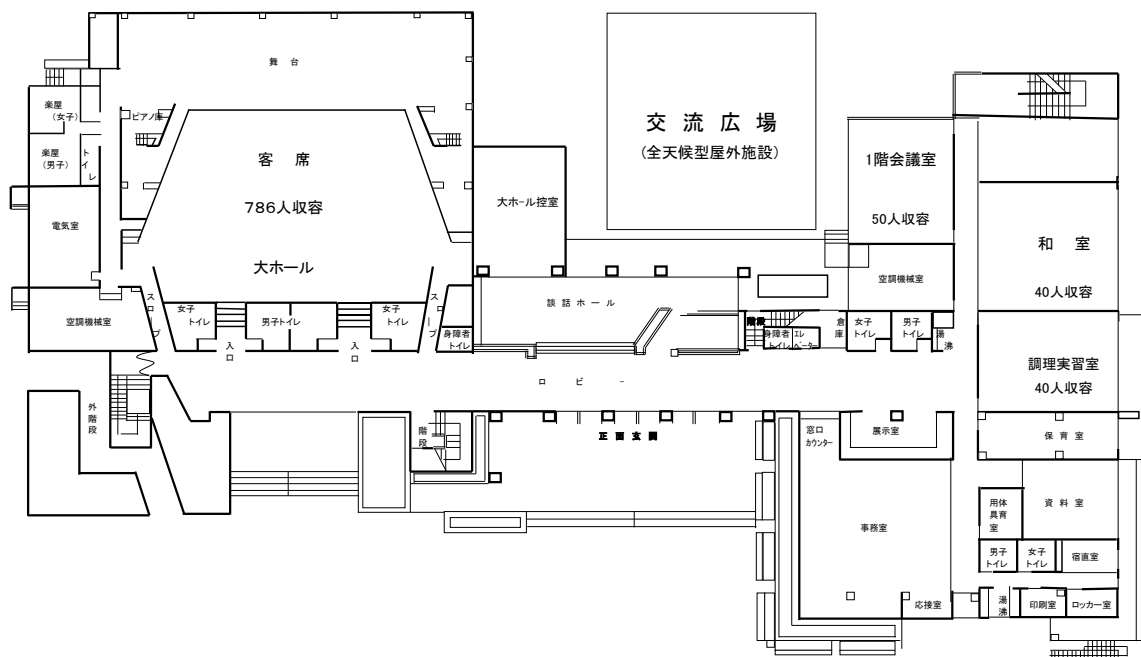 舞台
楽屋
(女子)
ピアノ庫
楽屋
(男子)
トイレ
客席
786人収容
大ホール
電気室
空調機械室
スロープ
女子
トイレ
男子トイレ
女子
トイレ
スロープ
身障者
トイレ
入口
入口
大ホール控室
交流広場
(全天候型屋外施設)
談話ホール
1階会議室
50人収容
空調機械室
和室
40人収容
階段
身障者
トイレ
エレベーター
倉庫
女子
トイレ
男子
トイレ
湯沸
調理実習室
40人収容
ロビー
外階段
階段
正面玄関
窓口
カウンター
展示室
保育室
事務室
用体
具育
室
資料室
男子
トイレ
女子
トイレ
宿直室
応接室
湯沸
印刷室
ロッカー室